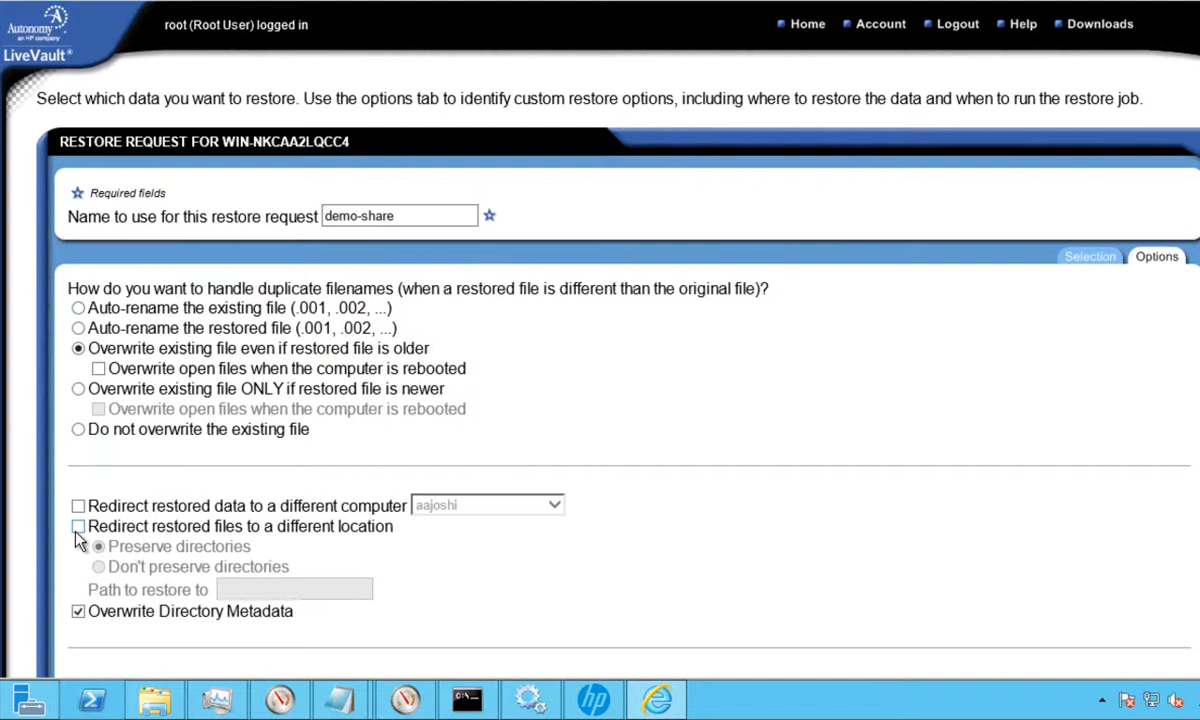 Autonomy
an HP company
LiveVault®
root (Root User) logged in
Home
Account
Logout
Help
Downloads
Select which data you want to restore. Use the options tab to identify custom restore options, including where to restore the data and when to run the restore job.
RESTORE REQUEST FOR WIN-NKCAA2LQCC4
Required fields
Name to use for this restore request demo-share
Selection
Options
How do you want to handle duplicate filenames (when a restored file is different than the original file)?
Auto-rename the existing file (.001, .002, ...)
Auto-rename the restored file (.001, .002, ...)
Overwrite existing file even if restored file is older
Overwrite open files when the computer is rebooted
Overwrite existing file ONLY if restored file is newer
Overwrite open files when the computer is rebooted
Do not overwrite the existing file
Redirect restored data to a different computer aajoshi
Redirect restored files to a different location
Preserve directories
Don't preserve directories
Path to restore to
Overwrite Directory Metadata
C:\
hp